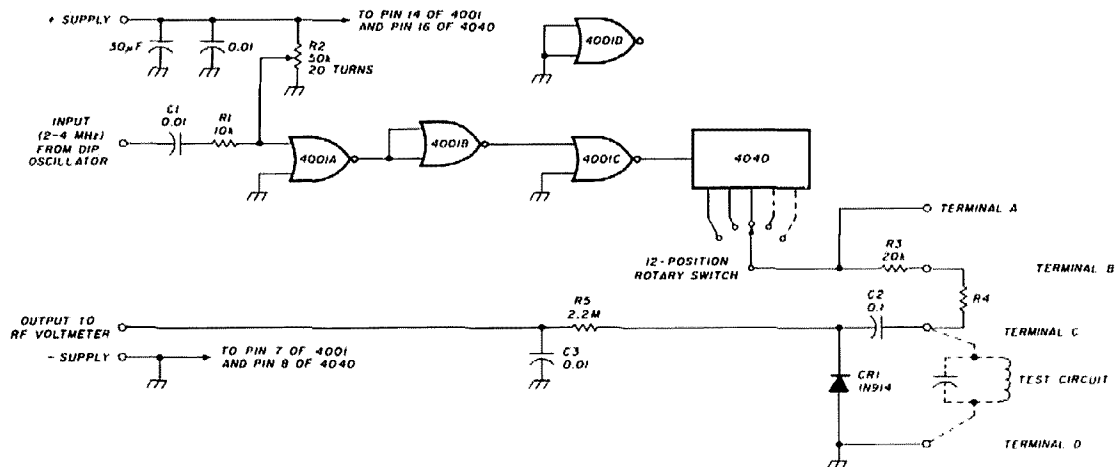 + SUPPLY
TO PIN 14 OF 4001
AND PIN 16 OF 4040
30µF
0.01
R2
50k
20 TURNS
4001D
INPUT
(2-4 MHz)
FROM DIP
OSCILLATOR
C1
0.01
R1
10k
4001A
4001B
4001C
4040
12-POSITION
ROTARY SWITCH
TERMINAL A
R3
20k
TERMINAL B
R4
OUTPUT TO
RF VOLTMETER
R5
2.2M
C2
0.1
TERMINAL C
- SUPPLY
TO PIN 7 OF 4001
AND PIN 8 OF 4040
C3
0.01
CR1
1N914
TEST CIRCUIT
TERMINAL D